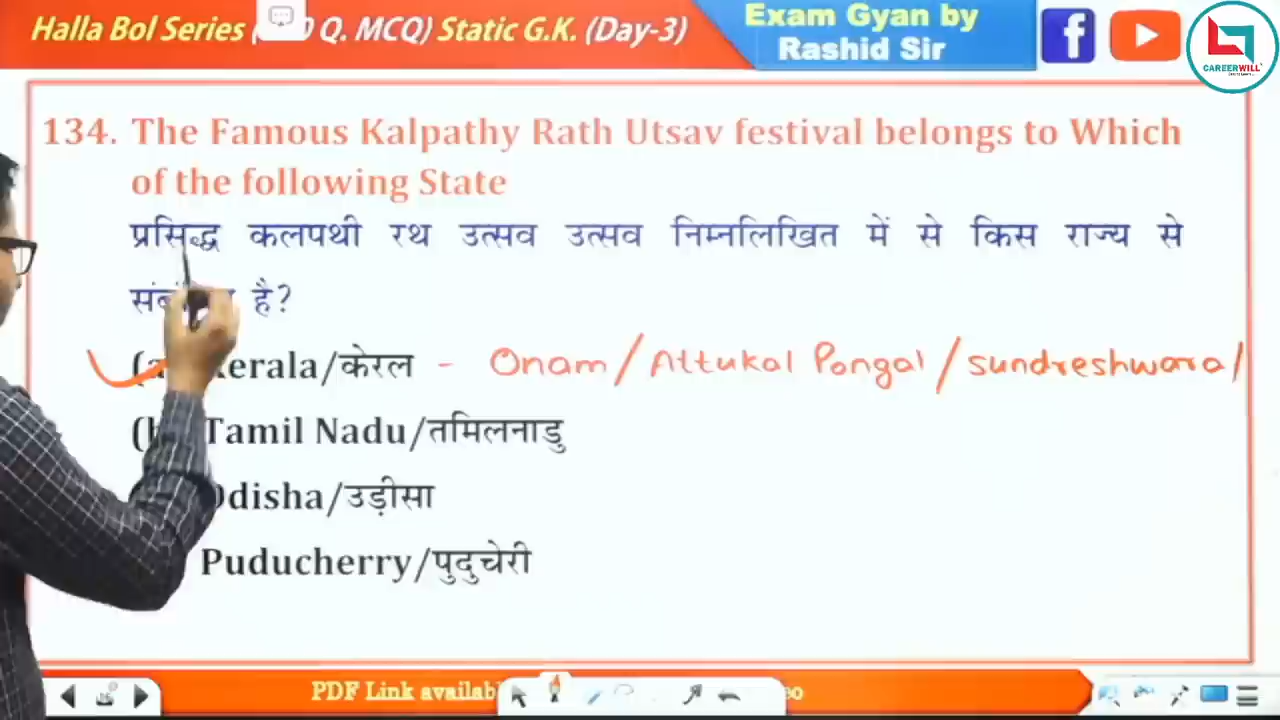 Halla Bol Series Q. MCQ) Static G.K. (Day-3)
Exam Gyan by
Rashid Sir
CAREERWILL
134. The Famous Kalpathy Rath Utsav festival belongs to Which
of the following State
प्रसिद्ध कलपथी रथ उत्सव उत्सव निम्नलिखित में से किस राज्य से
है?
(a) Kerala/केरल - Onam/Attukal Pongal/sundreshwara/
Tamil Nadu/तमिलनाडु
Odisha/उड़ीसा
Puducherry/पुदुचेरी
PDF Link